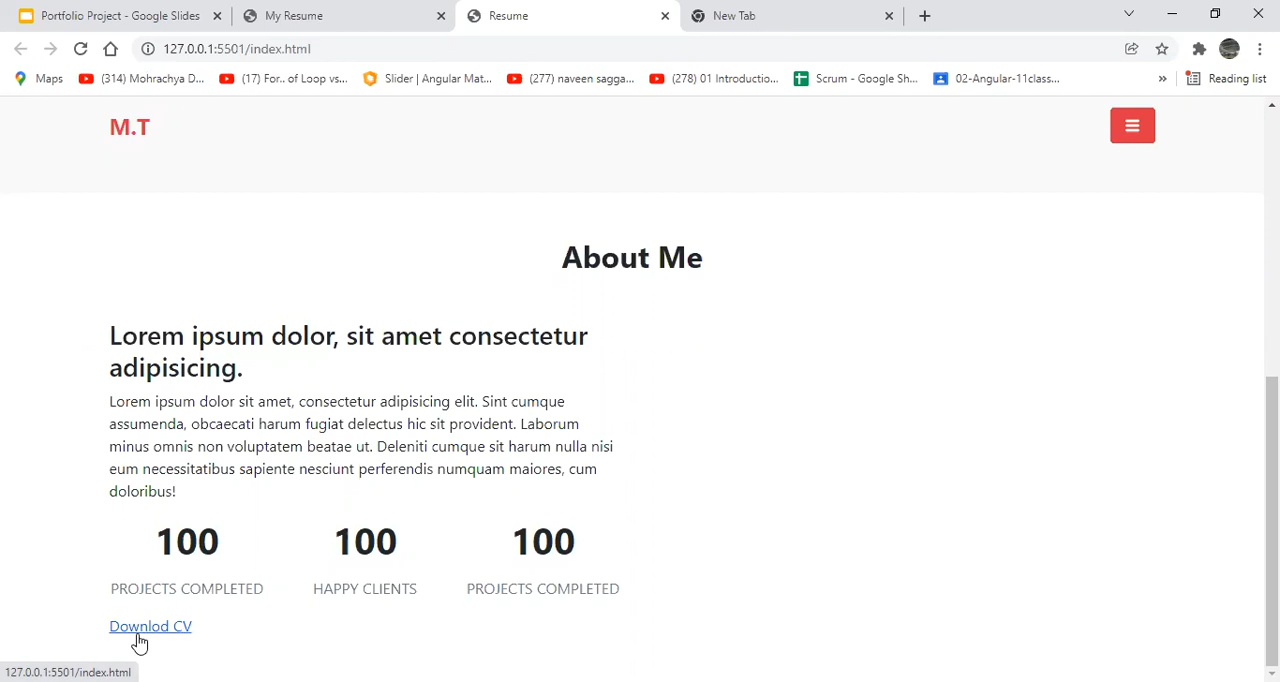 Portfolio Project - Google Slides
My Resume
Resume
New Tab
127.0.0.1:5501/index.html
Maps
(314) Mohrachya D...
(17) For.. of Loop vs...
Slider | Angular Mat...
(277) naveen sagga...
(278) 01 Introductio...
Scrum - Google Sh...
02-Angular-11class...
»
Reading list
M.T
About Me
Lorem ipsum dolor, sit amet consectetur
adipisicing.
Lorem ipsum dolor sit amet, consectetur adipisicing elit. Sint cumque
assumenda, obcaecati harum fugiat delectus hic sit provident. Laborum
minus omnis non voluptatem beatae ut. Deleniti cumque sit harum nulla nisi
eum necessitatibus sapiente nesciunt perferendis numquam maiores, cum
doloribus!
100
100
100
PROJECTS COMPLETED
HAPPY CLIENTS
PROJECTS COMPLETED
Downlod CV
127.0.0.1:5501/index.html